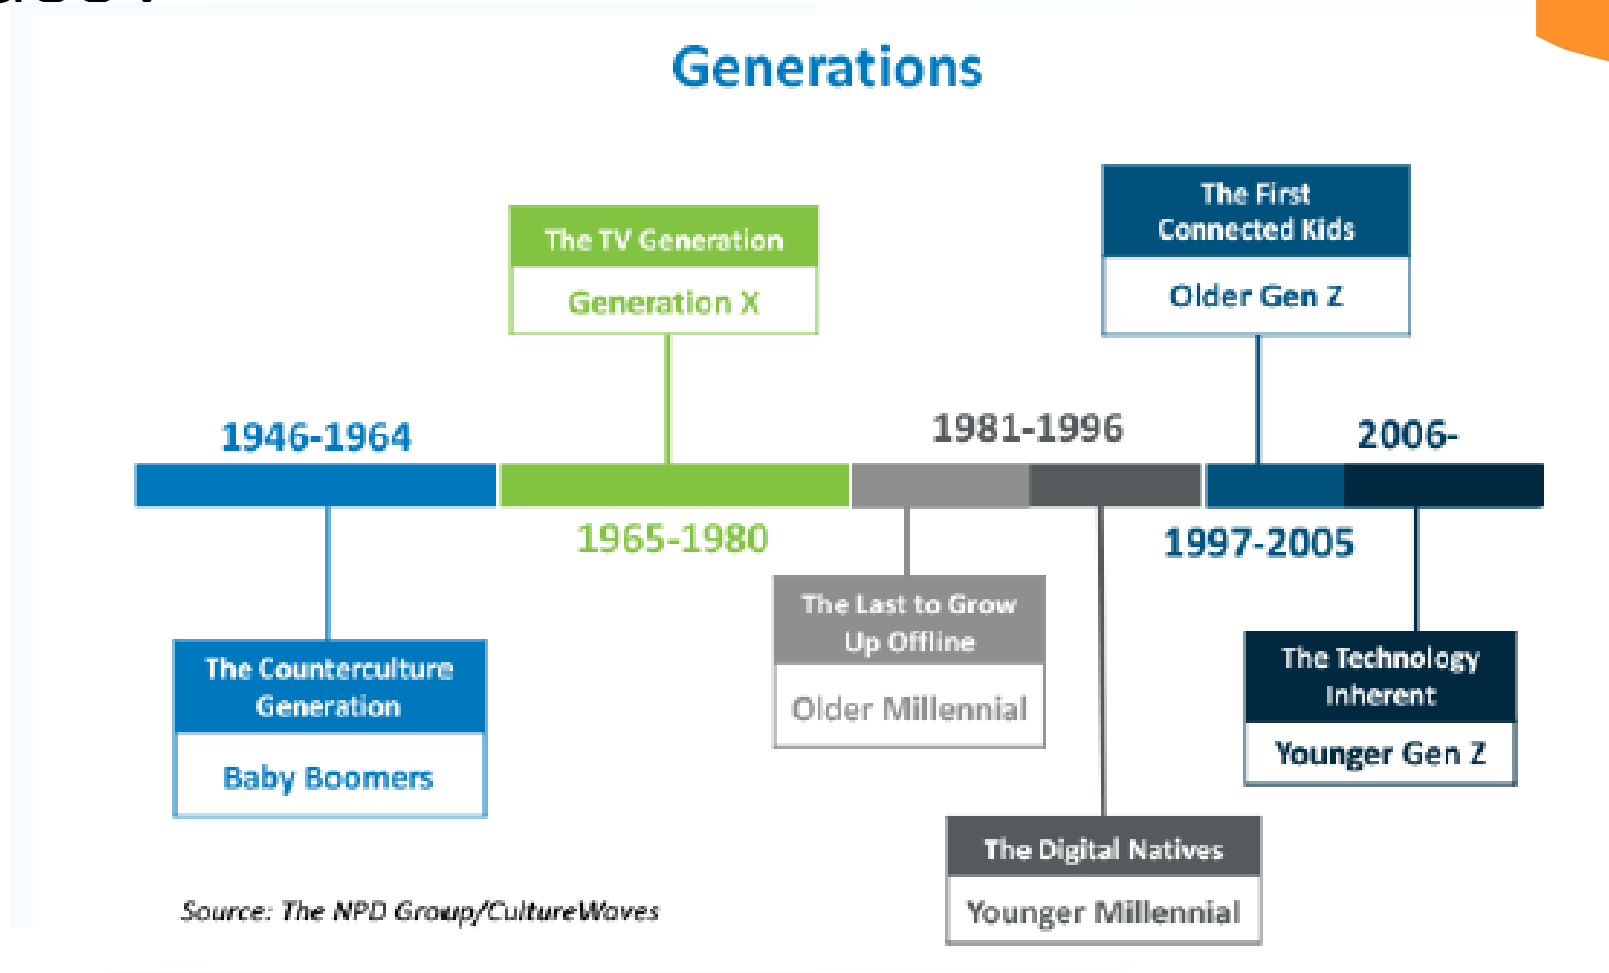 Generations
The First
Connected Kids
Older Gen Z
The TV Generation
Generation X
1946-1964
1981-1996
2006-
1965-1980
1997-2005
The Last to Grow
Up Offline
Older Millennial
The Counterculture
Generation
Baby Boomers
The Technology
Inherent
Younger Gen Z
The Digital Natives
Younger Millennial
Source: The NPD Group/CultureWaves